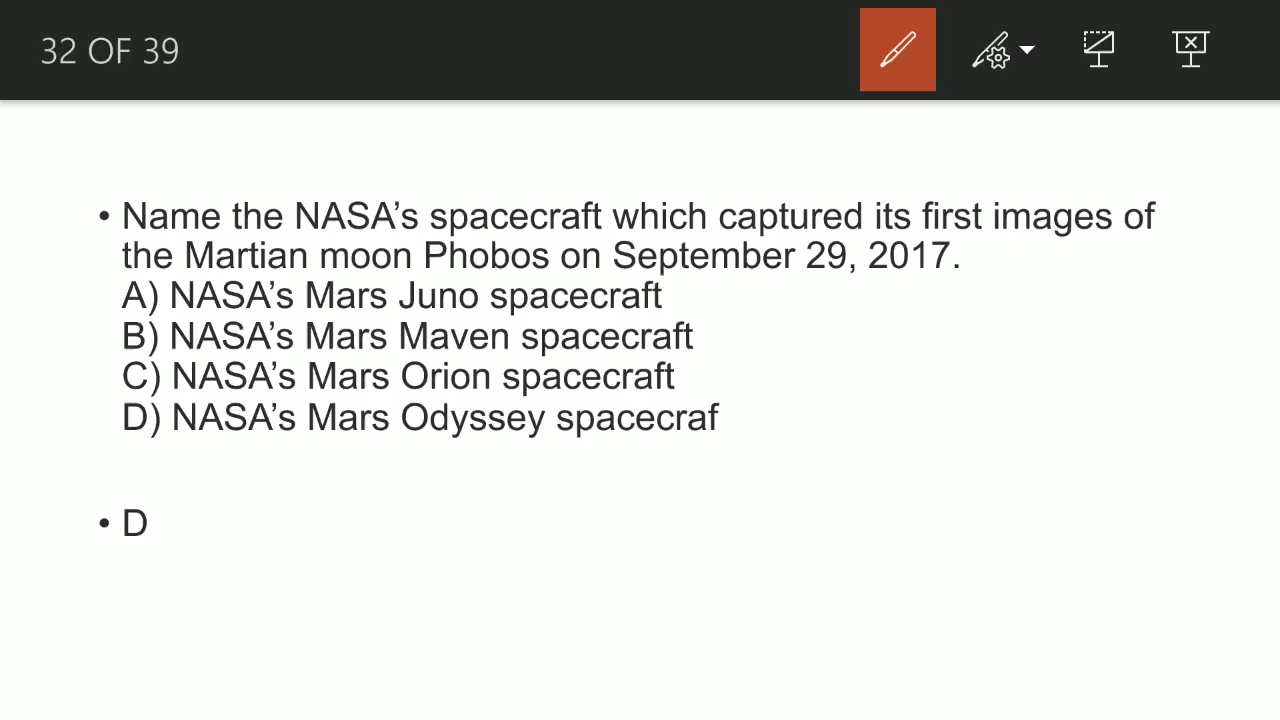 32 OF 39
• Name the NASA’s spacecraft which captured its first images of
the Martian moon Phobos on September 29, 2017.
A) NASA’s Mars Juno spacecraft
B) NASA’s Mars Maven spacecraft
C) NASA’s Mars Orion spacecraft
D) NASA’s Mars Odyssey spacecraf
• D